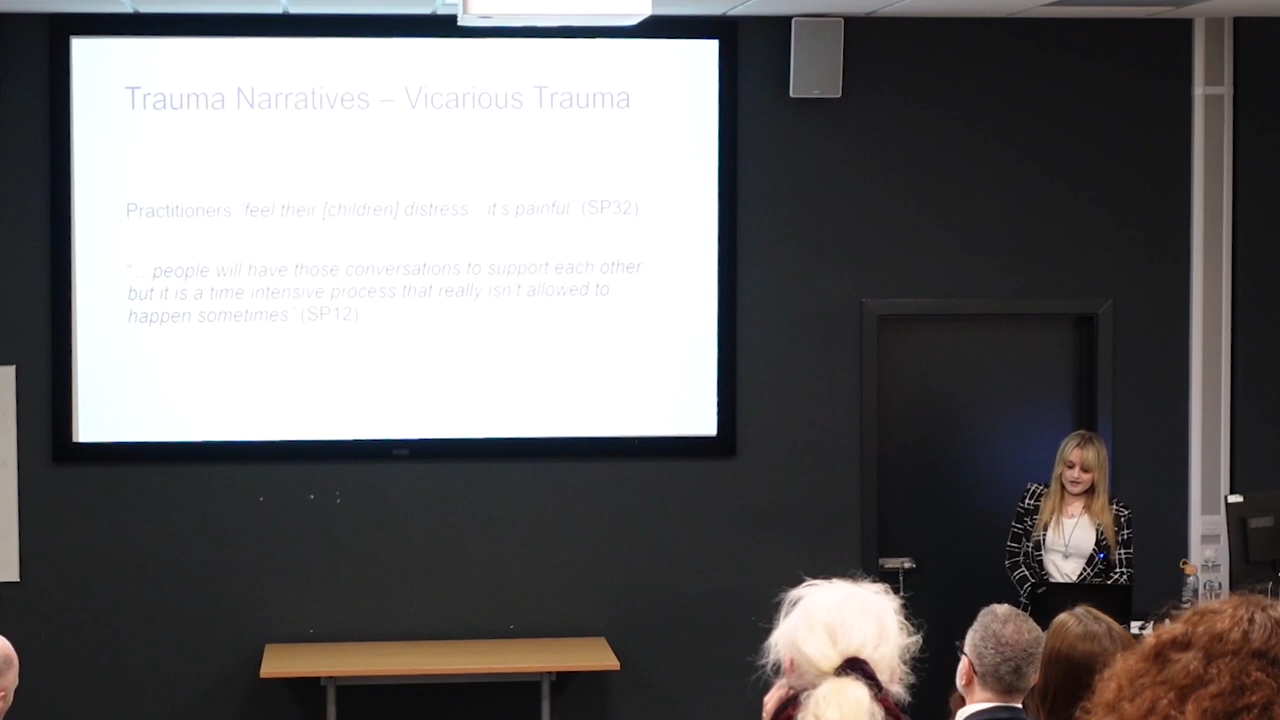 Trauma Narratives – Vicarious Trauma
Practitioners "feel their [children] distress it's painful" (SP32)
"…people will have those conversations to support each other
but it is a time intensive process that really isn't allowed to
happen sometimes" (SP12)